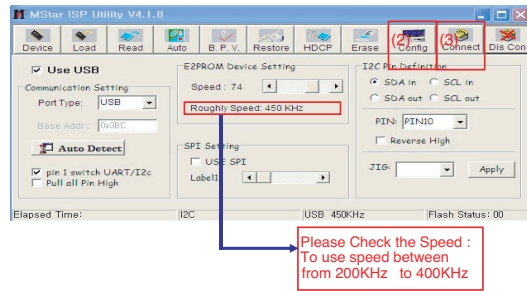 MStar ISP Utility V4.1.8
Device Load Read Auto B. P. V. Restore HDCP Erase Config Connect Dis Con
(2) (3)
Use USB
Communication Setting
Port Type: USB
Base Addr: 0x3BC
Auto Detect
pin 1 switch UART/I2c
Pull all Pin High
E2PROM Device Setting
Speed : 74
Roughly Speed: 450 KHz
SPI Setting
USE SPI
Label1
I2C Pin Definition
SDA in SCL in
SDA out SCL out
PIN: PIN10
Reverse High
JIG: Apply
Elapsed Time: I2C USB 450KHz Flash Status: 00
Please Check the Speed :
To use speed between
from 200KHz to 400KHz